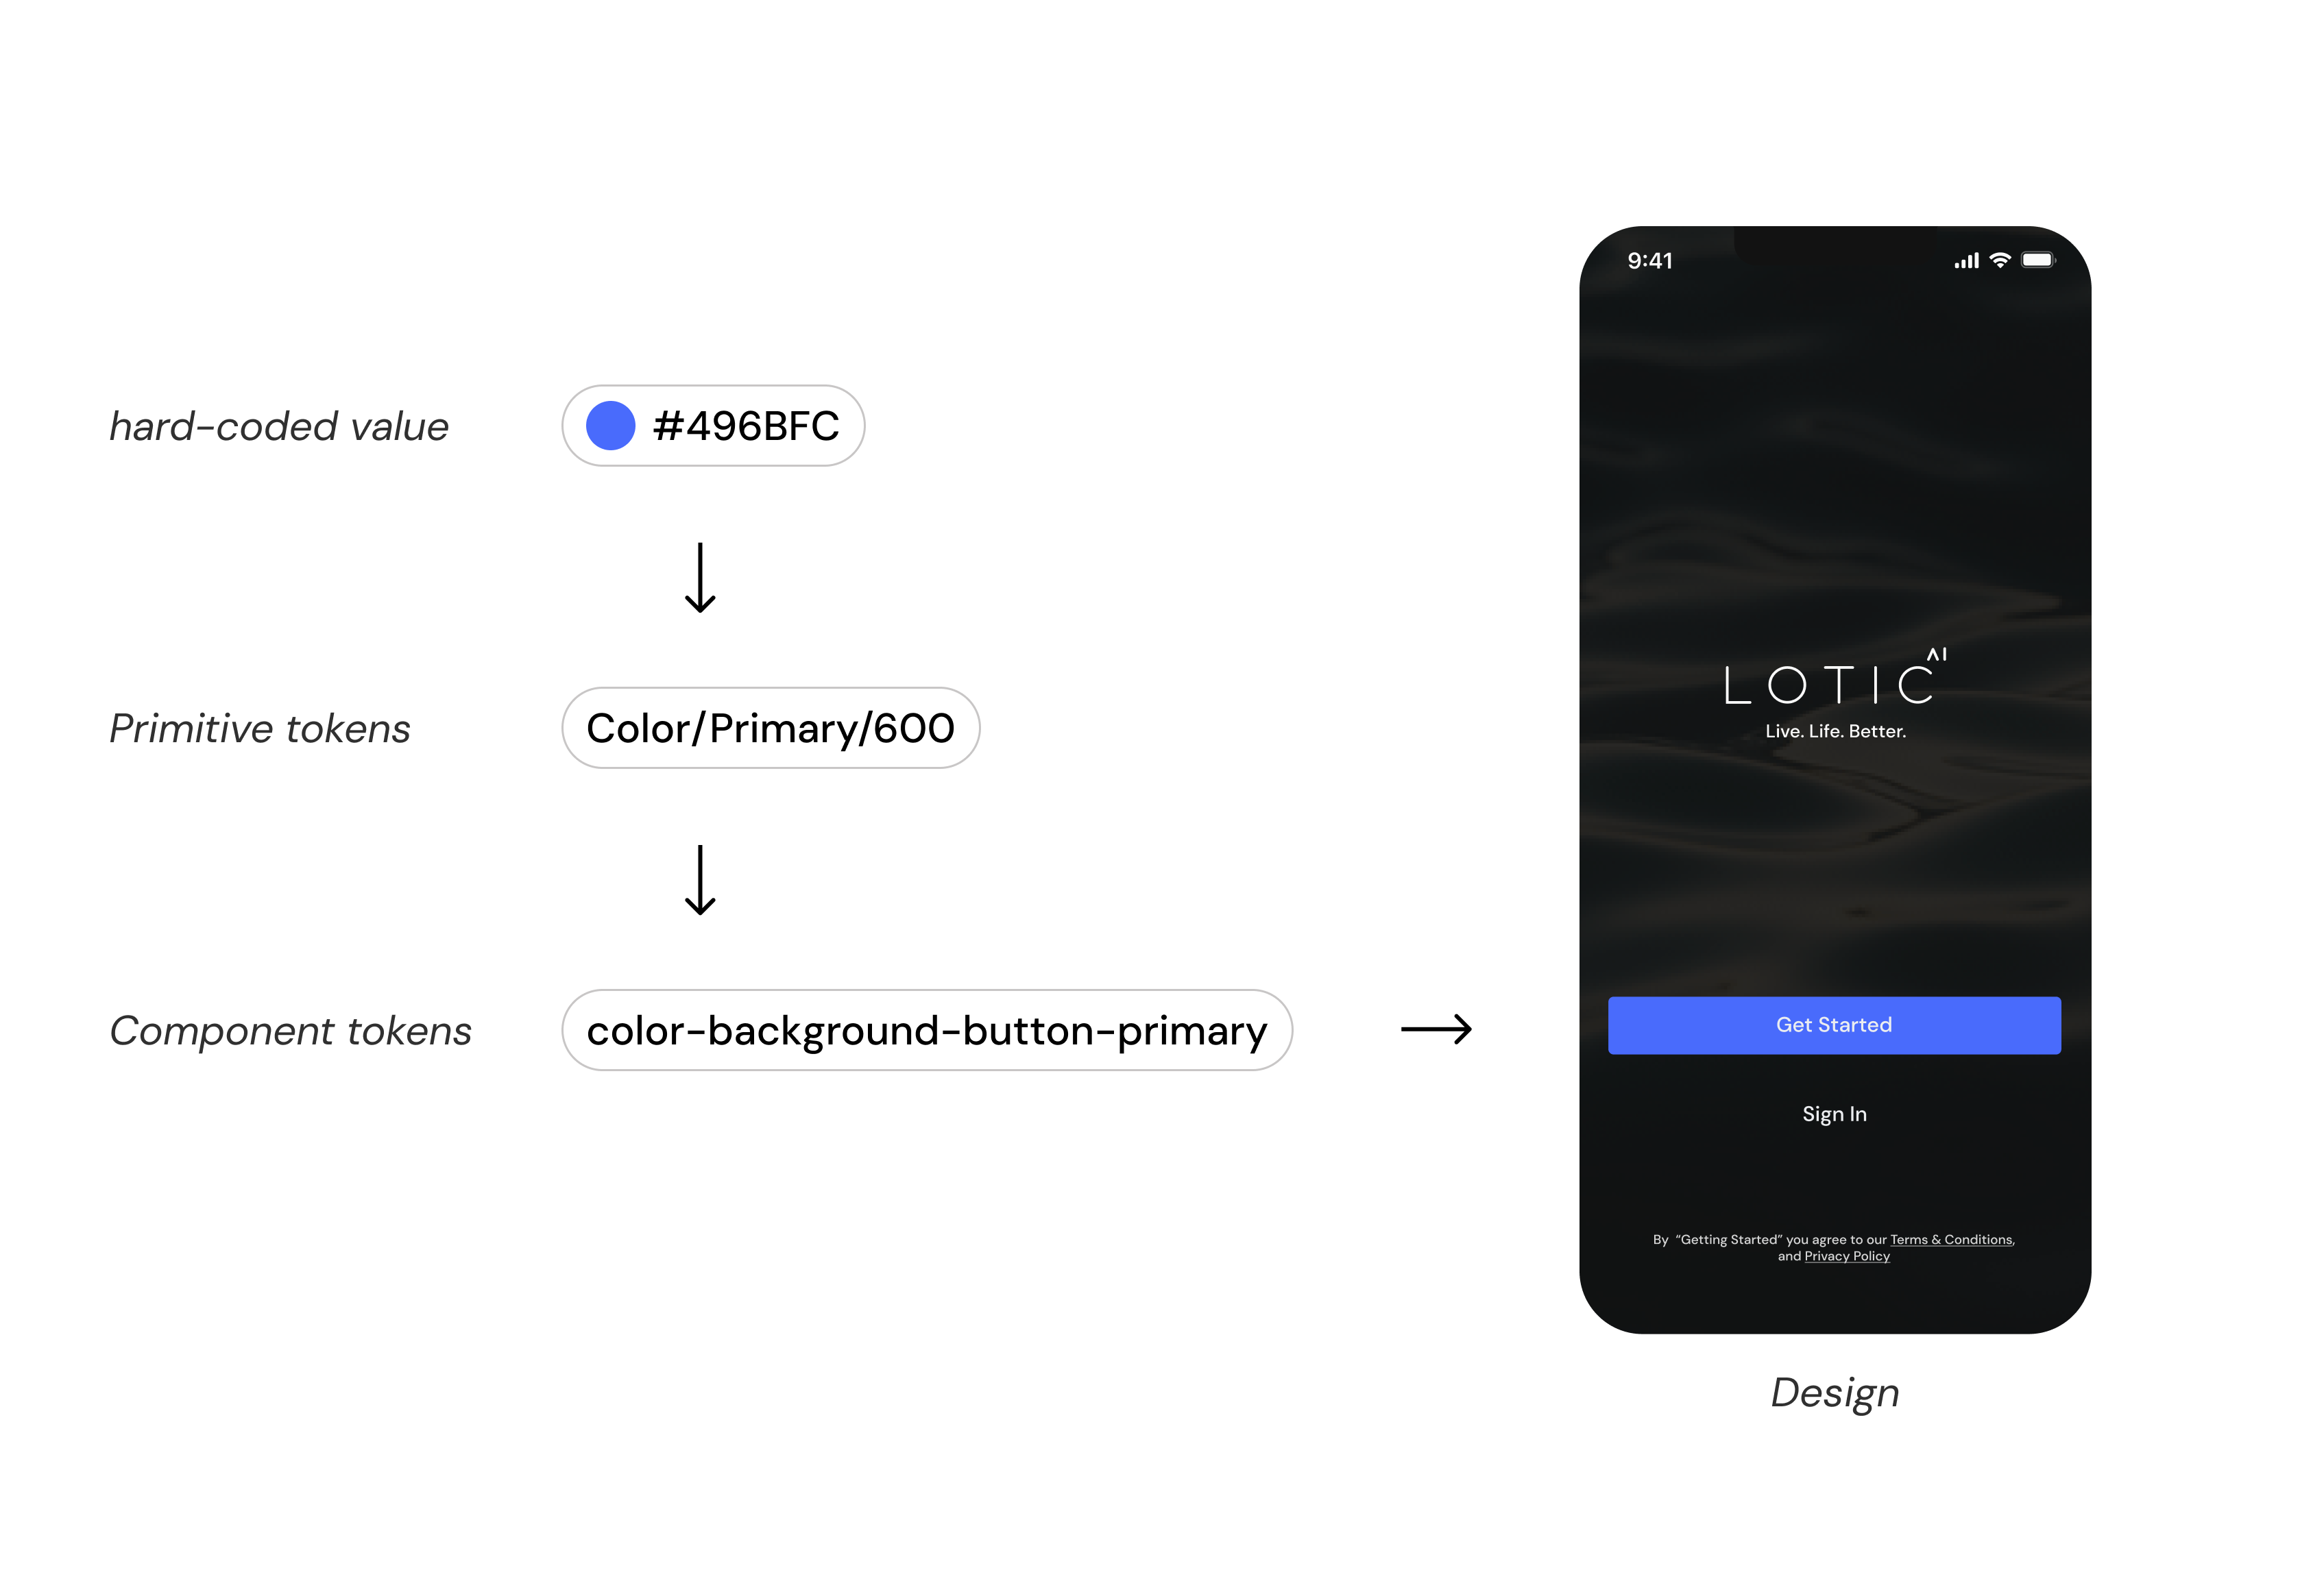 hard-coded value
#496BFC
Primitive tokens
Color/Primary/600
Component tokens
color-background-button-primary
9:41
LOTIC AI
Live. Life. Better.
Get Started
Sign In
By “Getting Started” you agree to our Terms & Conditions,
and Privacy Policy
Design